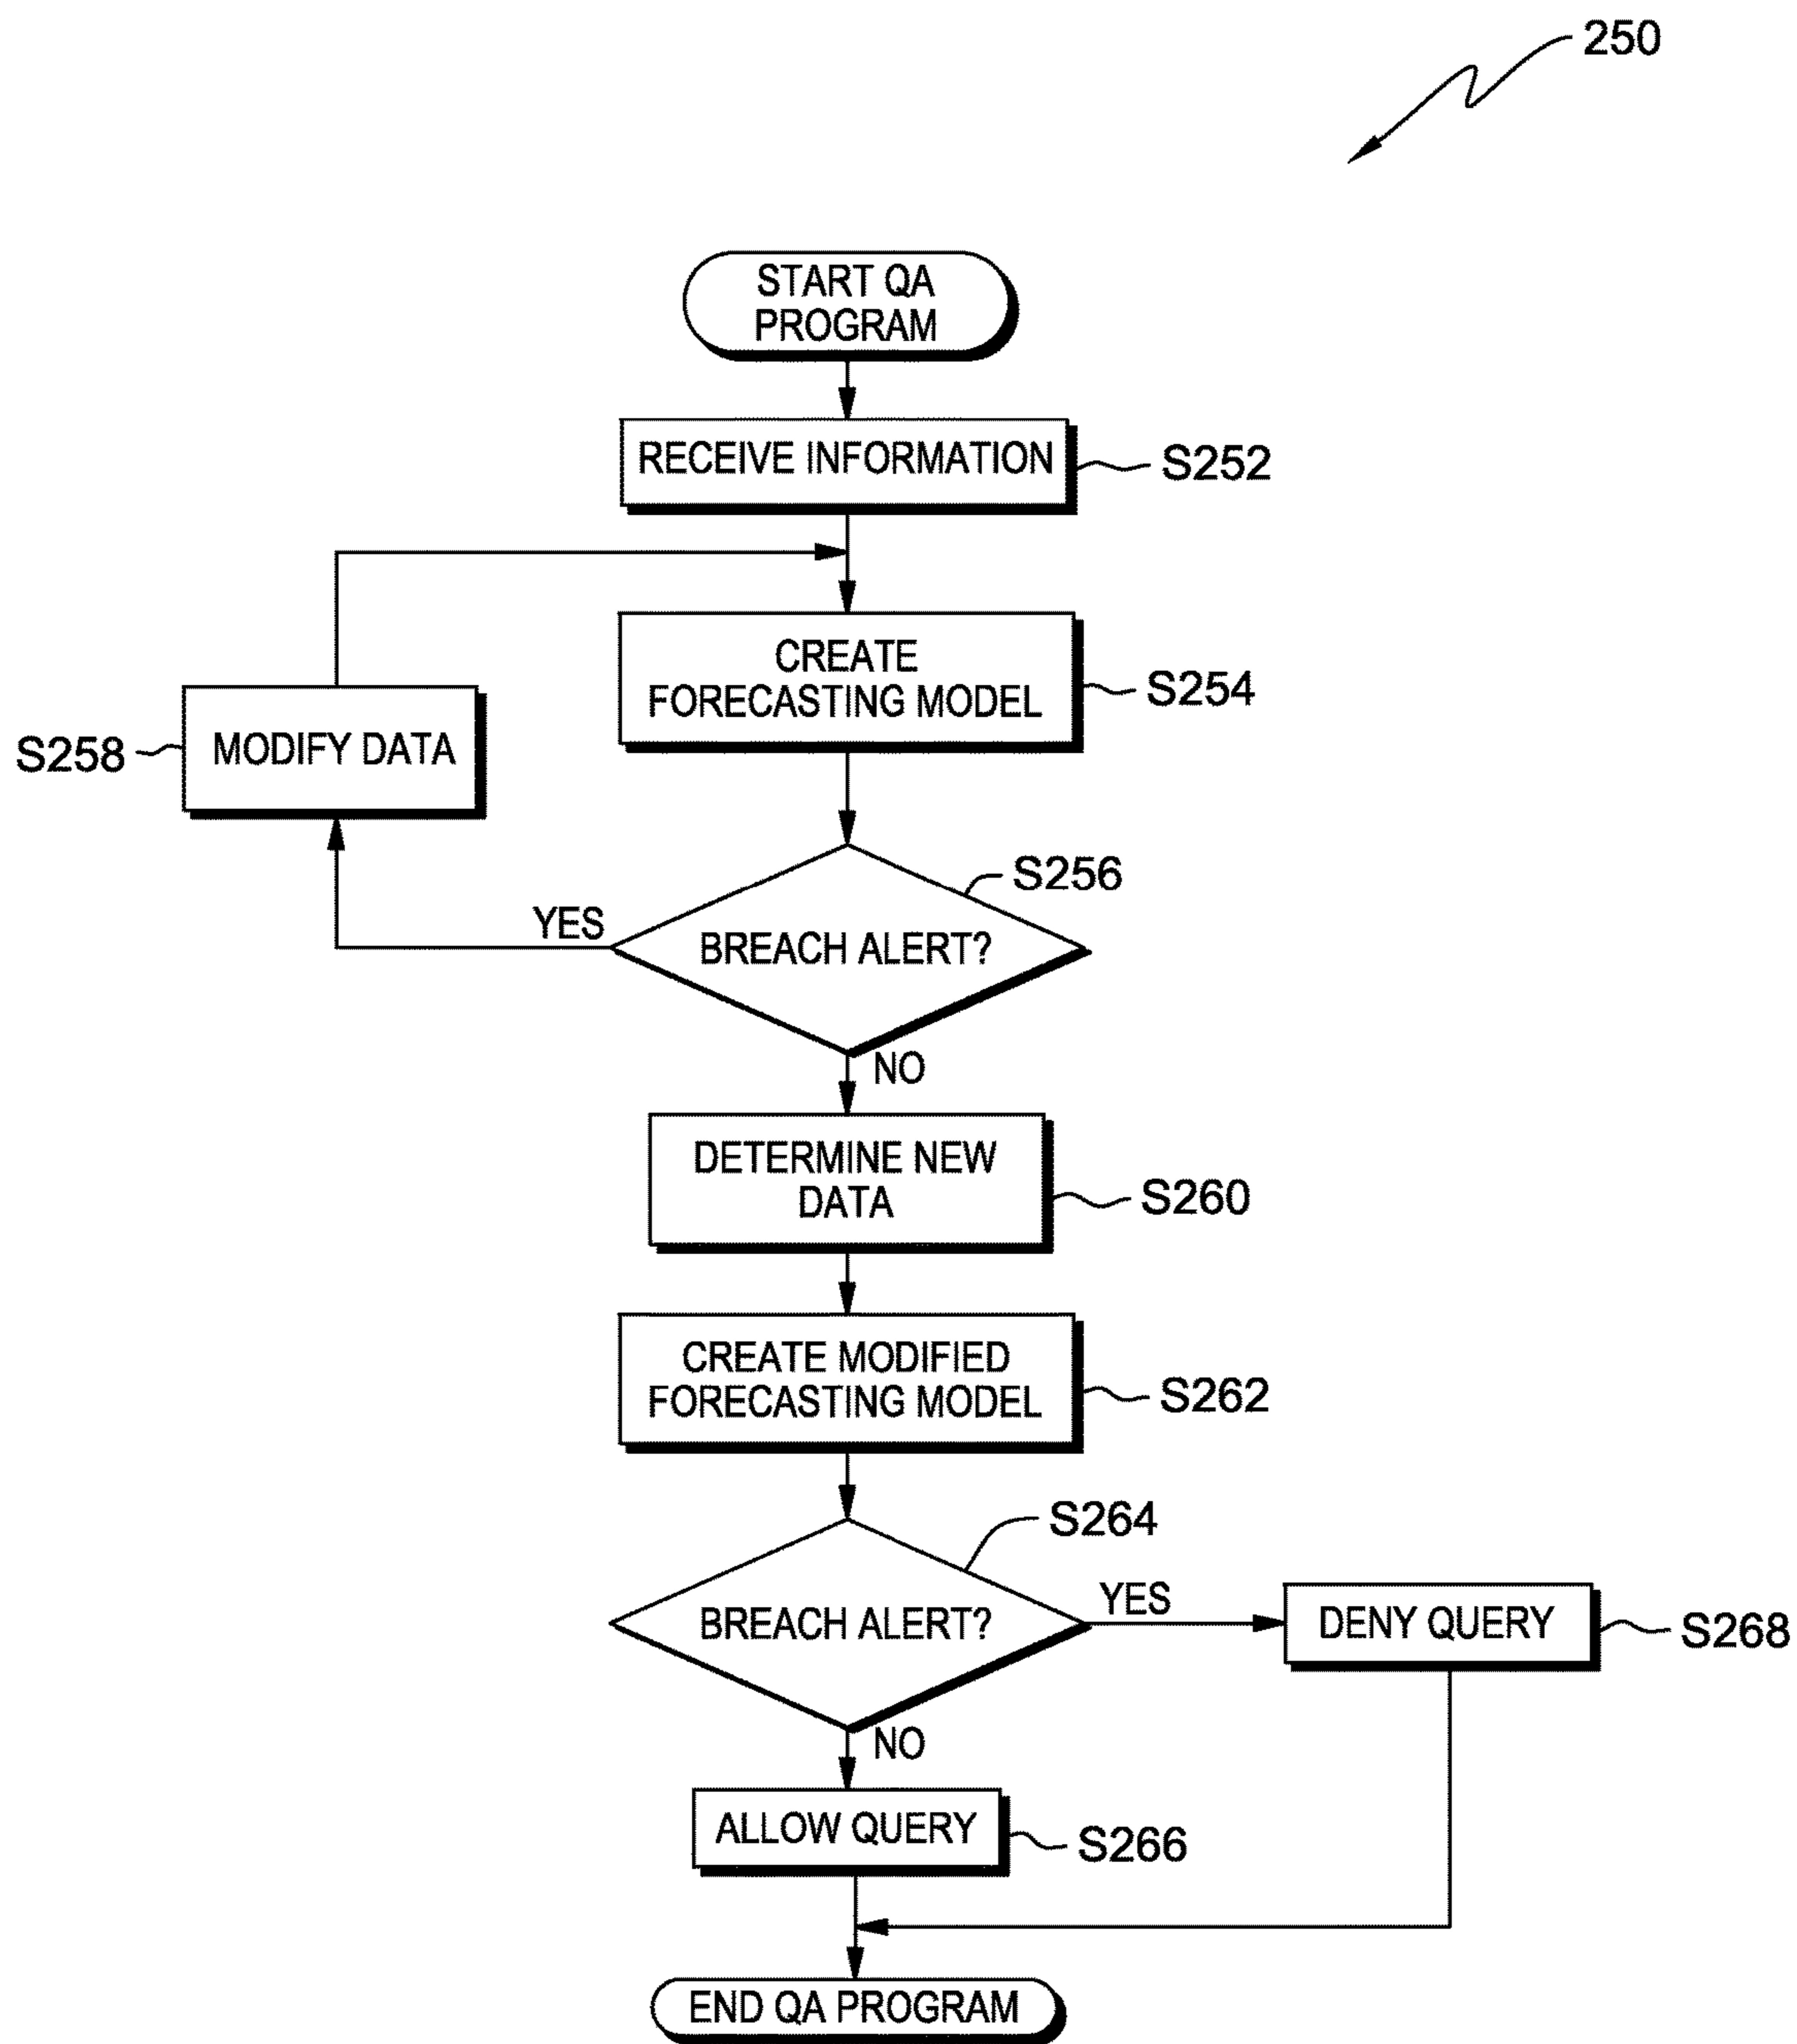 250
START QA
PROGRAM
RECEIVE INFORMATION
S252
CREATE
FORECASTING MODEL
S254
S258
MODIFY DATA
S256
YES
BREACH ALERT?
NO
DETERMINE NEW
DATA
S260
CREATE MODIFIED
FORECASTING MODEL
S262
S264
BREACH ALERT?
YES
DENY QUERY
S268
NO
ALLOW QUERY
S266
END QA PROGRAM